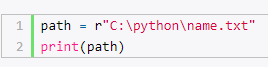 1 path = r"C:\python\name.txt"
2 print(path)